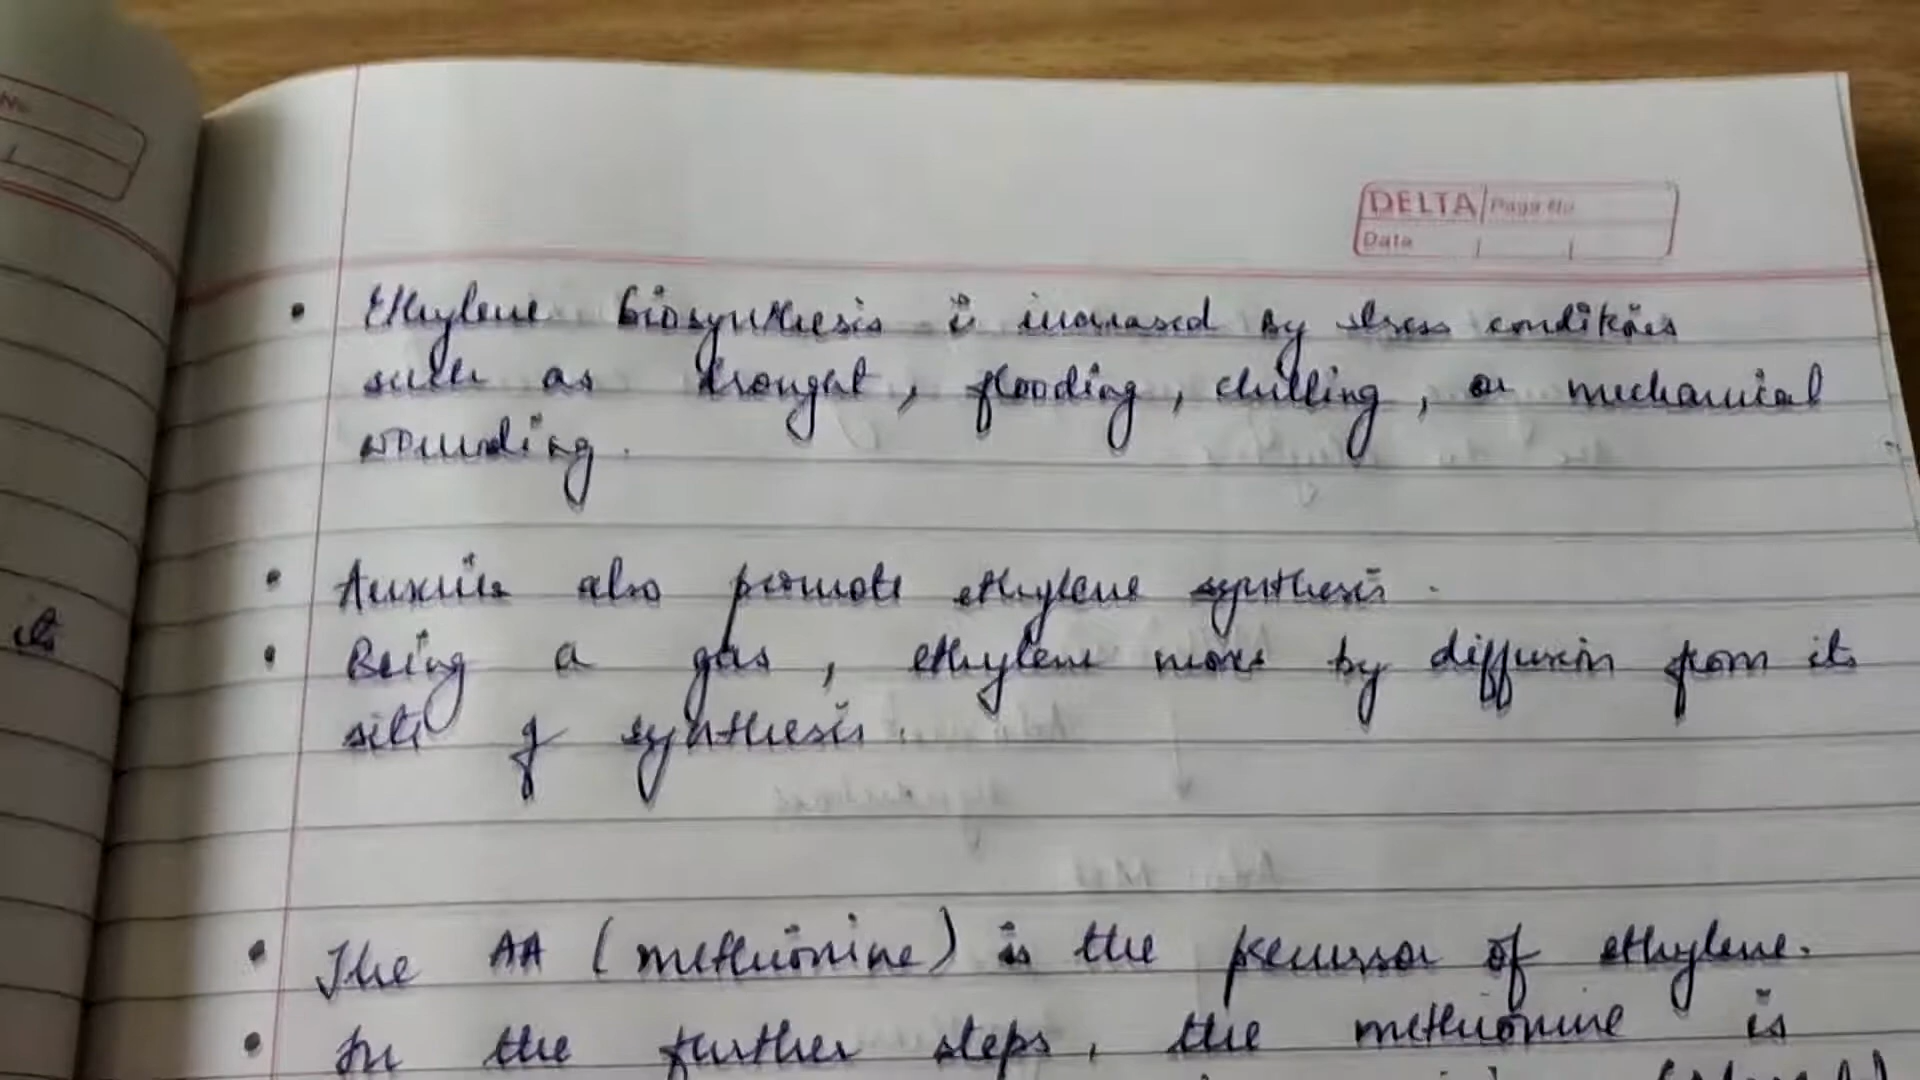 DELTA Page No
Date
• Ethylene biosynthesis is increased by stress conditions
such as drought, flooding, chilling, or mechanical
wounding.
• Auxins also promote ethylene synthesis.
• Being a gas, ethylene moves by diffusion from its
site of synthesis.
• The AA (methionine) is the precursor of ethylene.
• In the further steps, the methionine is